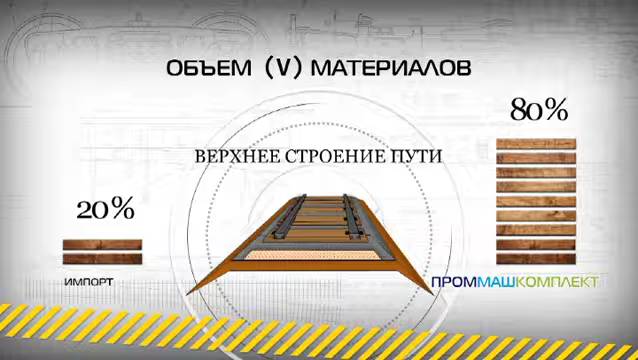 ОБЪЕМ (V) МАТЕРИАЛОВ
80%
ВЕРХНЕЕ СТРОЕНИЕ ПУТИ
20%
ИМПОРТ
ПРОММАШКОМПЛЕКТ